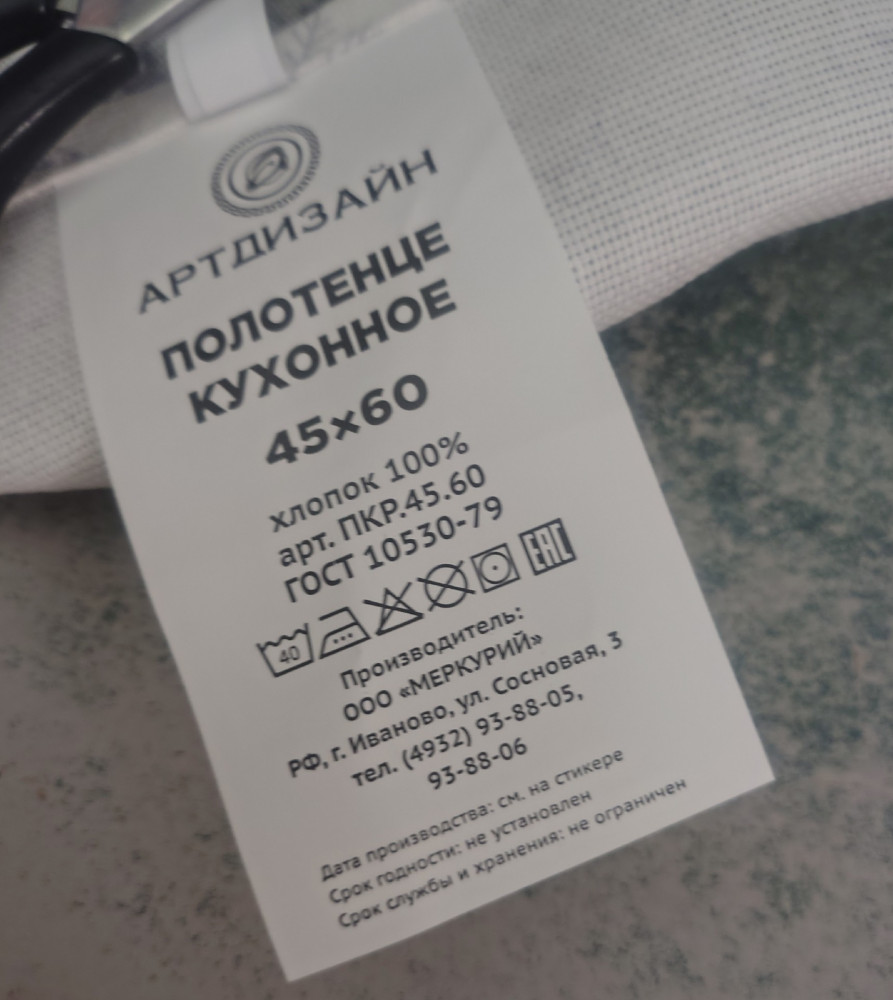 АРТДИЗАЙН
ПОЛОТЕНЦЕ
КУХОННОЕ
45×60
хлопок 100%
арт. ПКР.45.60
ГОСТ 10530-79
40 EAC
Производитель:
ООО «МЕРКУРИЙ»
РФ, г. Иваново, ул. Сосновая, 3
тел. (4932) 93-88-05,
93-88-06
Дата производства: см. на стикере
Срок годности: не установлен
Срок службы и хранения: не ограничен